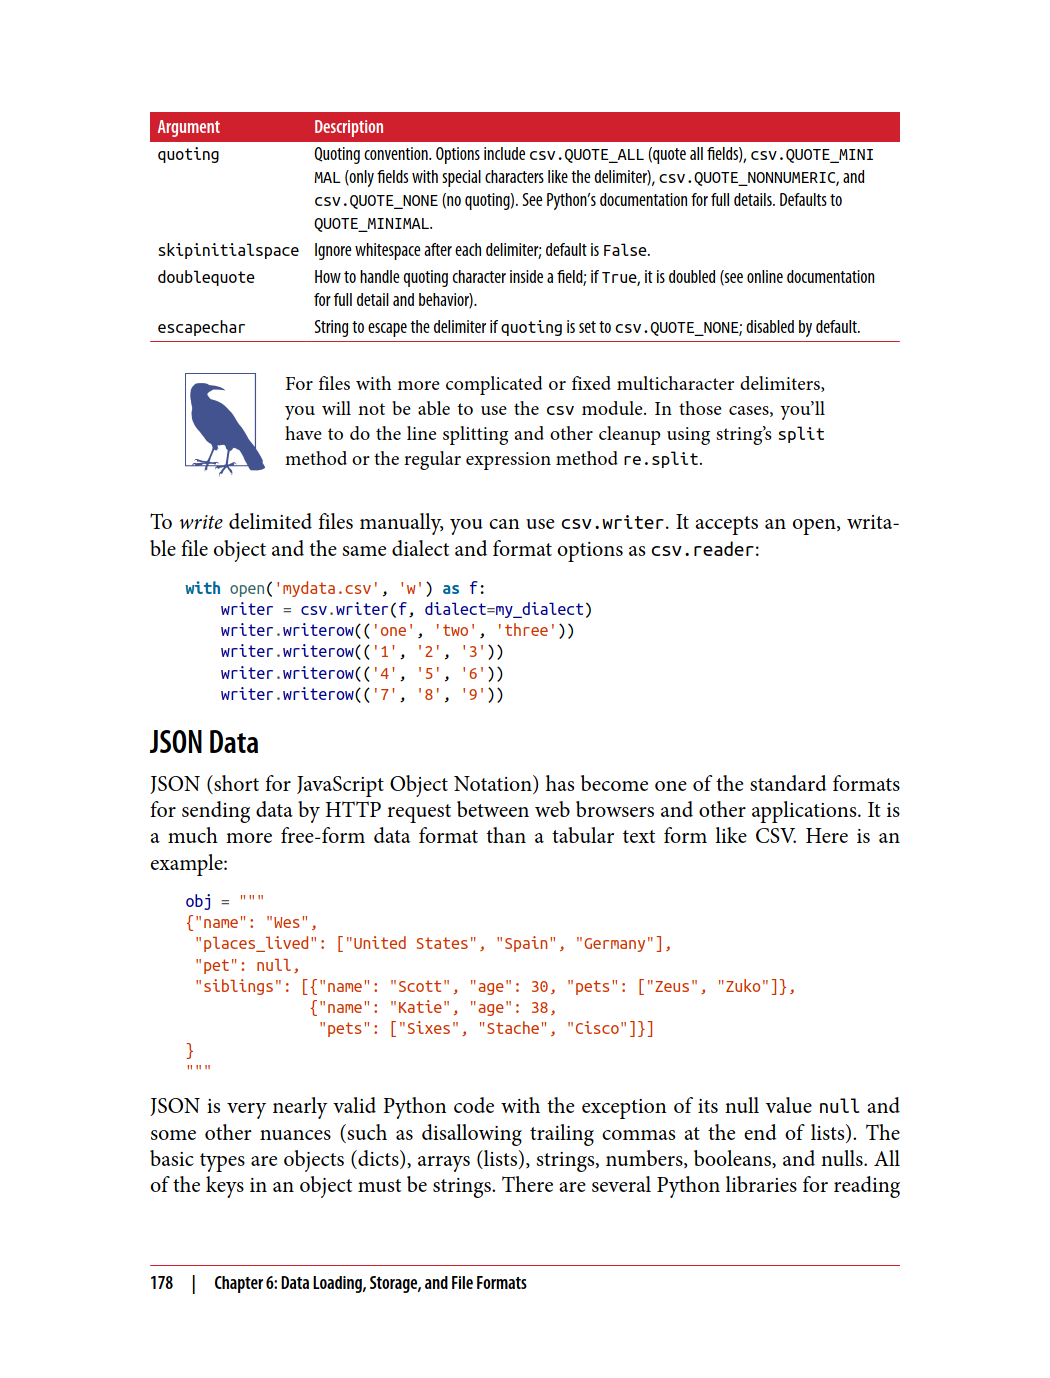 Argument Description
quoting Quoting convention. Options include csv.QUOTE_ALL (quote all fields), csv.QUOTE_MINI
MAL (only fields with special characters like the delimiter), csv.QUOTE_NONNUMERIC, and
csv.QUOTE_NONE (no quoting). See Python’s documentation for full details. Defaults to
QUOTE_MINIMAL.
skipinitialspace Ignore whitespace after each delimiter; default is False.
doublequote How to handle quoting character inside a field; if True, it is doubled (see online documentation
for full detail and behavior).
escapechar String to escape the delimiter if quoting is set to csv.QUOTE_NONE; disabled by default.
For files with more complicated or fixed multicharacter delimiters,
you will not be able to use the csv module. In those cases, you’ll
have to do the line splitting and other cleanup using string’s split
method or the regular expression method re.split.
To write delimited files manually, you can use csv.writer. It accepts an open, writa-
ble file object and the same dialect and format options as csv.reader:
with open('mydata.csv', 'w') as f:
    writer = csv.writer(f, dialect=my_dialect)
    writer.writerow(('one', 'two', 'three'))
    writer.writerow(('1', '2', '3'))
    writer.writerow(('4', '5', '6'))
    writer.writerow(('7', '8', '9'))
JSON Data
JSON (short for JavaScript Object Notation) has become one of the standard formats
for sending data by HTTP request between web browsers and other applications. It is
a much more free-form data format than a tabular text form like CSV. Here is an
example:
obj = """
{"name": "Wes",
 "places_lived": ["United States", "Spain", "Germany"],
 "pet": null,
 "siblings": [{"name": "Scott", "age": 30, "pets": ["Zeus", "Zuko"]},
              {"name": "Katie", "age": 38,
               "pets": ["Sixes", "Stache", "Cisco"]}]
}
"""
JSON is very nearly valid Python code with the exception of its null value null and
some other nuances (such as disallowing trailing commas at the end of lists). The
basic types are objects (dicts), arrays (lists), strings, numbers, booleans, and nulls. All
of the keys in an object must be strings. There are several Python libraries for reading
178 | Chapter 6: Data Loading, Storage, and File Formats